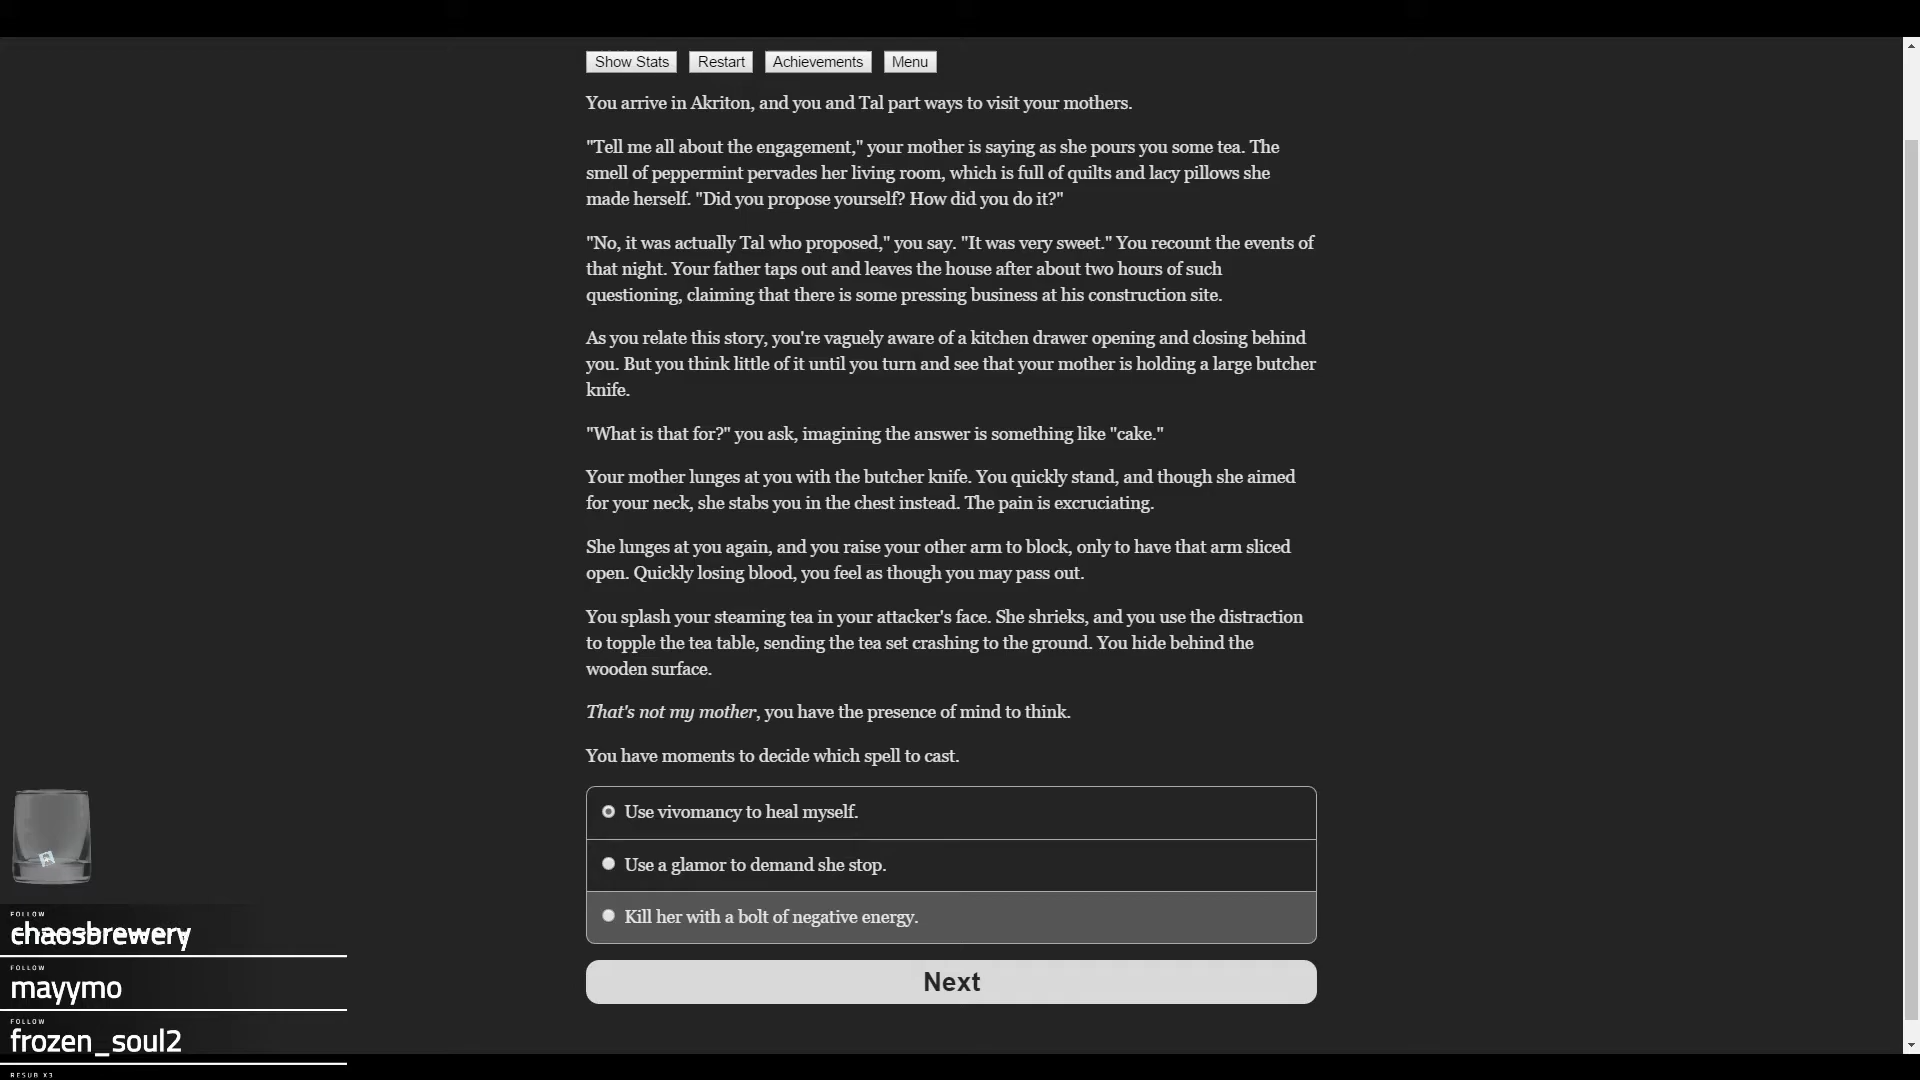 Show Stats Restart Achievements Menu
You arrive in Akriton, and you and Tal part ways to visit your mothers.
"Tell me all about the engagement," your mother is saying as she pours you some tea. The
smell of peppermint pervades her living room, which is full of quilts and lacy pillows she
made herself. "Did you propose yourself? How did you do it?"
"No, it was actually Tal who proposed," you say. "It was very sweet." You recount the events of
that night. Your father taps out and leaves the house after about two hours of such
questioning, claiming that there is some pressing business at his construction site.
As you relate this story, you're vaguely aware of a kitchen drawer opening and closing behind
you. But you think little of it until you turn and see that your mother is holding a large butcher
knife.
"What is that for?" you ask, imagining the answer is something like "cake."
Your mother lunges at you with the butcher knife. You quickly stand, and though she aimed
for your neck, she stabs you in the chest instead. The pain is excruciating.
She lunges at you again, and you raise your other arm to block, only to have that arm sliced
open. Quickly losing blood, you feel as though you may pass out.
You splash your steaming tea in your attacker's face. She shrieks, and you use the distraction
to topple the tea table, sending the tea set crashing to the ground. You hide behind the
wooden surface.
That's not my mother, you have the presence of mind to think.
You have moments to decide which spell to cast.
Use vivomancy to heal myself.
Use a glamor to demand she stop.
Kill her with a bolt of negative energy.
Next
FOLLOW
chaosbrewery
FOLLOW
mayymo
FOLLOW
frozen_soul2
RESUB X3